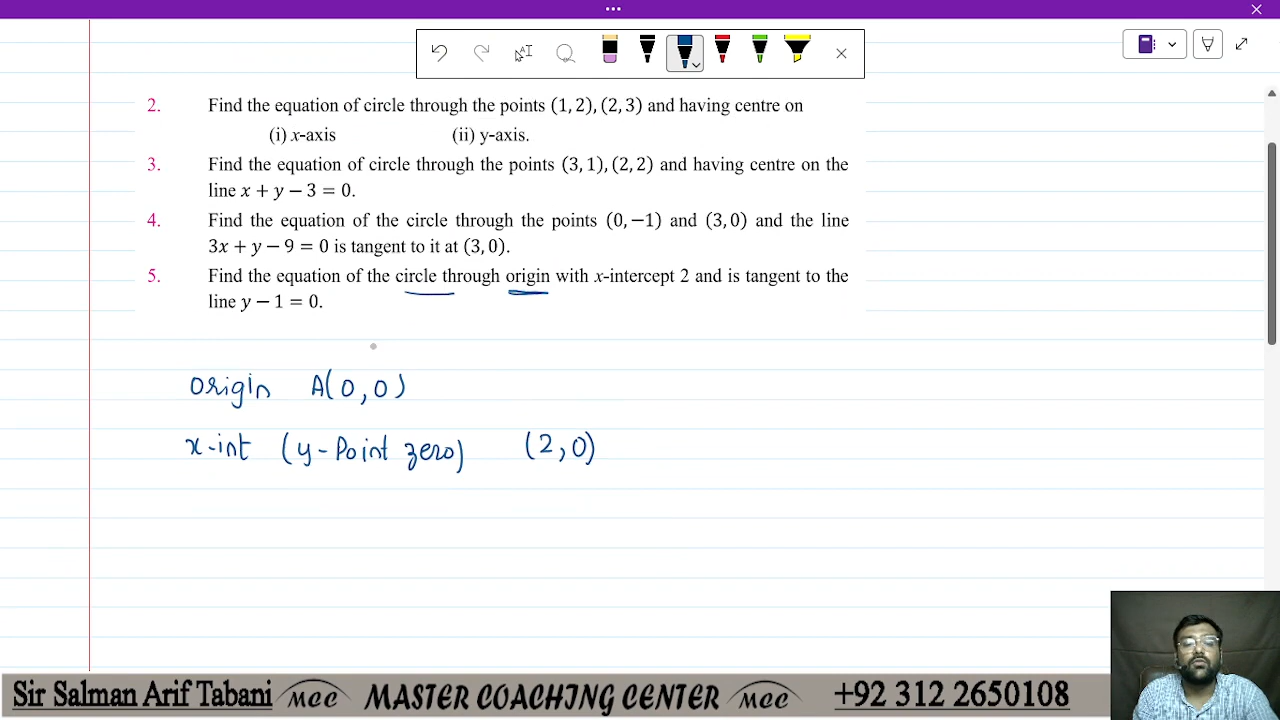 2. Find the equation of circle through the points (1, 2), (2, 3) and having centre on
(i) x-axis (ii) y-axis.
3. Find the equation of circle through the points (3, 1), (2, 2) and having centre on the
line x + y − 3 = 0.
4. Find the equation of the circle through the points (0, −1) and (3, 0) and the line
3x + y − 9 = 0 is tangent to it at (3, 0).
5. Find the equation of the circle through origin with x-intercept 2 and is tangent to the
line y − 1 = 0.
origin A(0,0)
x-int (y-Point zero) (2,0)
Sir Salman Arif Tabani MCC MASTER COACHING CENTER MCC +92 312 2650108